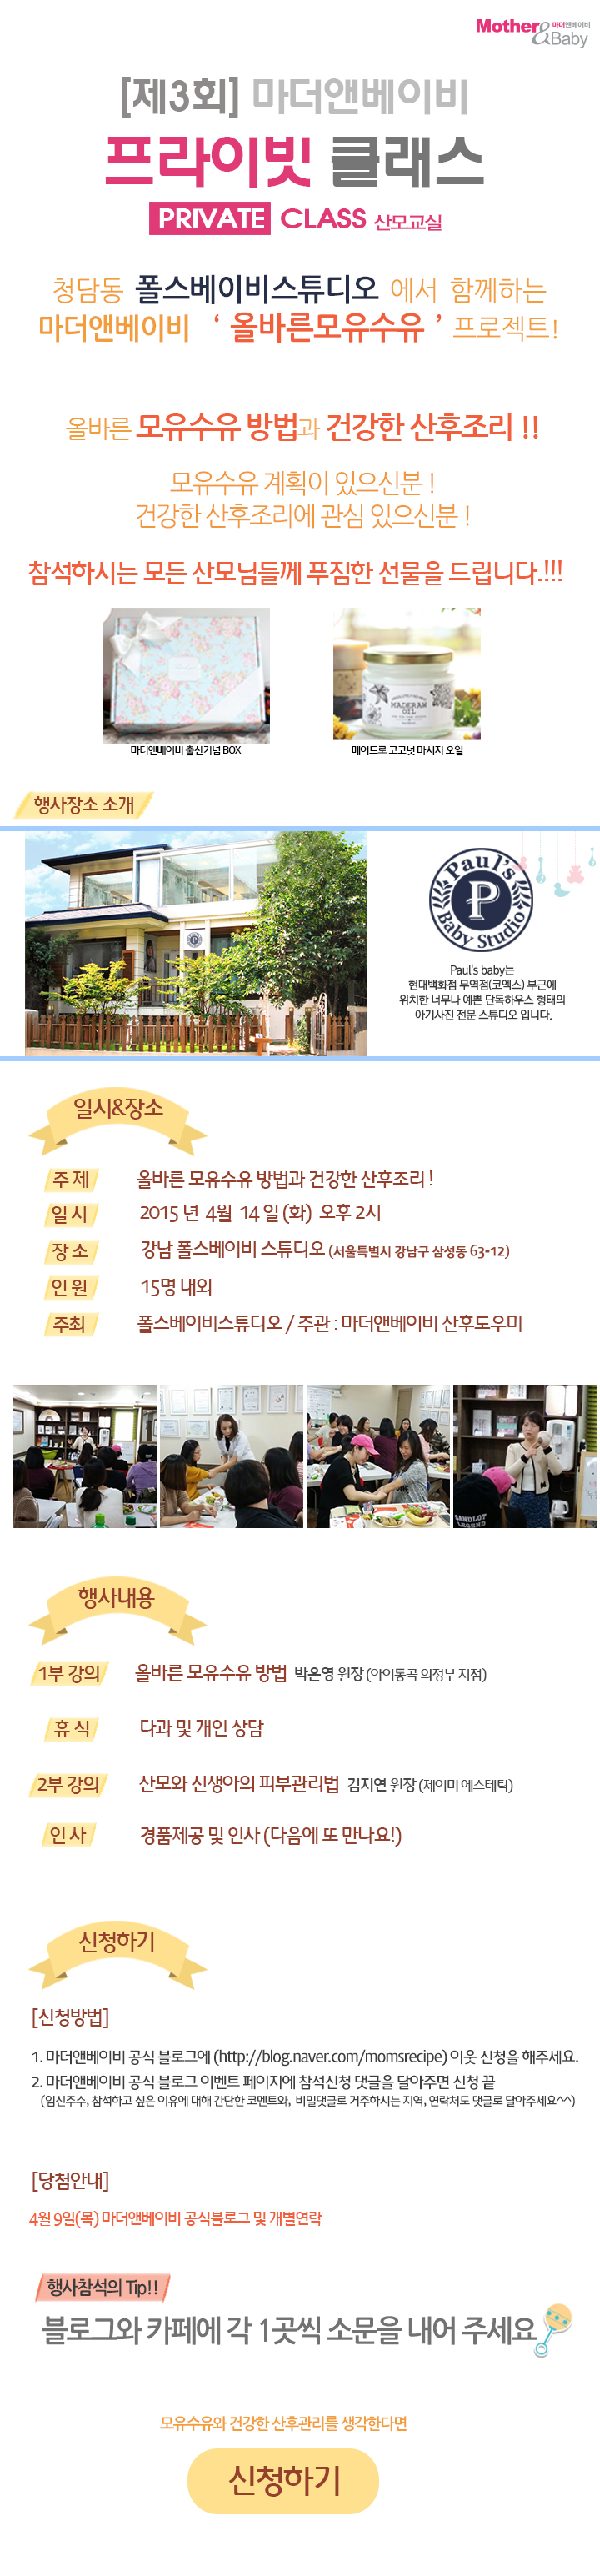 Mother&Baby 마더앤베이비
[제3회] 마더앤베이비
프라이빗 클래스
PRIVATE CLASS 산모교실
청담동 폴스베이비스튜디오 에서 함께하는
마더앤베이비 ‘ 올바른모유수유 ’ 프로젝트!
올바른 모유수유 방법과 건강한 산후조리 !!
모유수유 계획이 있으신분 !
건강한 산후조리에 관심 있으신분 !
참석하시는 모든 산모님들께 푸짐한 선물을 드립니다.!!!
MADERAW
OIL
마더앤베이비 출산기념 BOX
메이드로 코코넛 마시지 오일
행사장소 소개
Paul's
P
Baby Studio
Paul's baby는
현대백화점 무역점(코엑스) 부근에
위치한 너무나 예쁜 단독하우스 형태의
아기사진 전문 스튜디오 입니다.
일시&장소
주 제 올바른 모유수유 방법과 건강한 산후조리 !
일 시 2015 년 4월 14 일 (화) 오후 2시
장 소 강남 폴스베이비 스튜디오 (서울특별시 강남구 삼성동 63-12)
인 원 15명 내외
주최 폴스베이비스튜디오 / 주관 : 마더앤베이비 산후도우미
행사내용
1부 강의 올바른 모유수유 방법 박은영 원장 (아이통곡 의정부 지점)
휴 식 다과 및 개인 상담
2부 강의 산모와 신생아의 피부관리법 김지연 원장 (제이미 에스테틱)
인 사 경품제공 및 인사 (다음에 또 만나요!)
신청하기
[신청방법]
1. 마더앤베이비 공식 블로그에 (http://blog.naver.com/momsrecipe) 이웃 신청을 해주세요.
2. 마더앤베이비 공식 블로그 이벤트 페이지에 참석신청 댓글을 달아주면 신청 끝
(임신주수, 참석하고 싶은 이유에 대해 간단한 코멘트와, 비밀댓글로 거주하시는 지역, 연락처도 댓글로 달아주세요^^)
[당첨안내]
4월 9일(목) 마더앤베이비 공식블로그 및 개별연락
행사참석의 Tip!!
블로그와 카페에 각 1곳씩 소문을 내어 주세요
모유수유와 건강한 산후관리를 생각한다면
신청하기